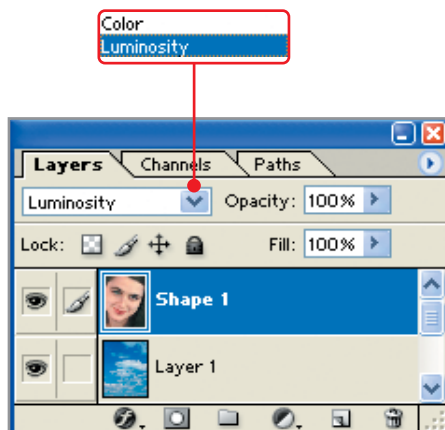 Color
Luminosity
Layers Channels Paths
Luminosity Opacity: 100%
Lock: Fill: 100%
Shape 1
Layer 1